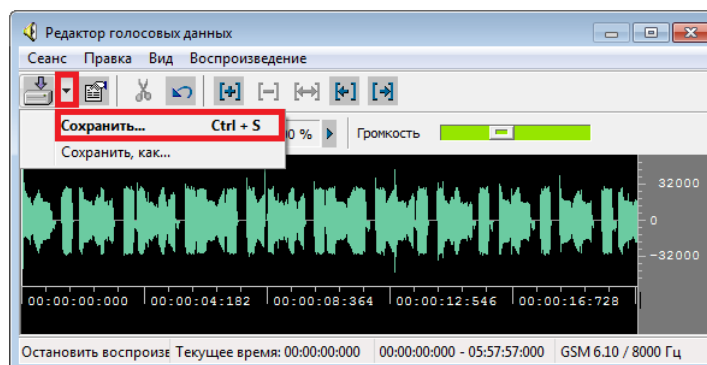 Редактор голосовых данных
Сеанс Правка Вид Воспроизведение
Сохранить... Ctrl + S
Сохранить, как...
% Громкость
32000
0
-32000
00:00:00:000 00:00:04:182 00:00:08:364 00:00:12:546 00:00:16:728
Остановить воспроизв Текущее время: 00:00:00:000 00:00:00:000 - 05:57:57:000 GSM 6.10 / 8000 Гц